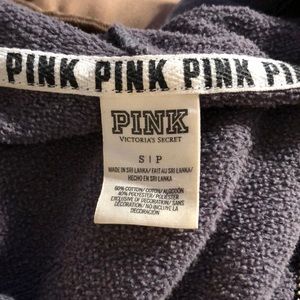 PINK PINK PINK PI
PINK
VICTORIA'S SECRET
S | P
MADE IN SRI LANKA / FAIT AU SRI LANKA /
HECHO EN SRI LANKA
60% COTTON/COTON/ALGODÓN
40% POLYESTER/POLYESTER
EXCLUSIVE OF DECORATION/SANS
DÉCORATION/NO INCLUYE LA
DECORACIÓN